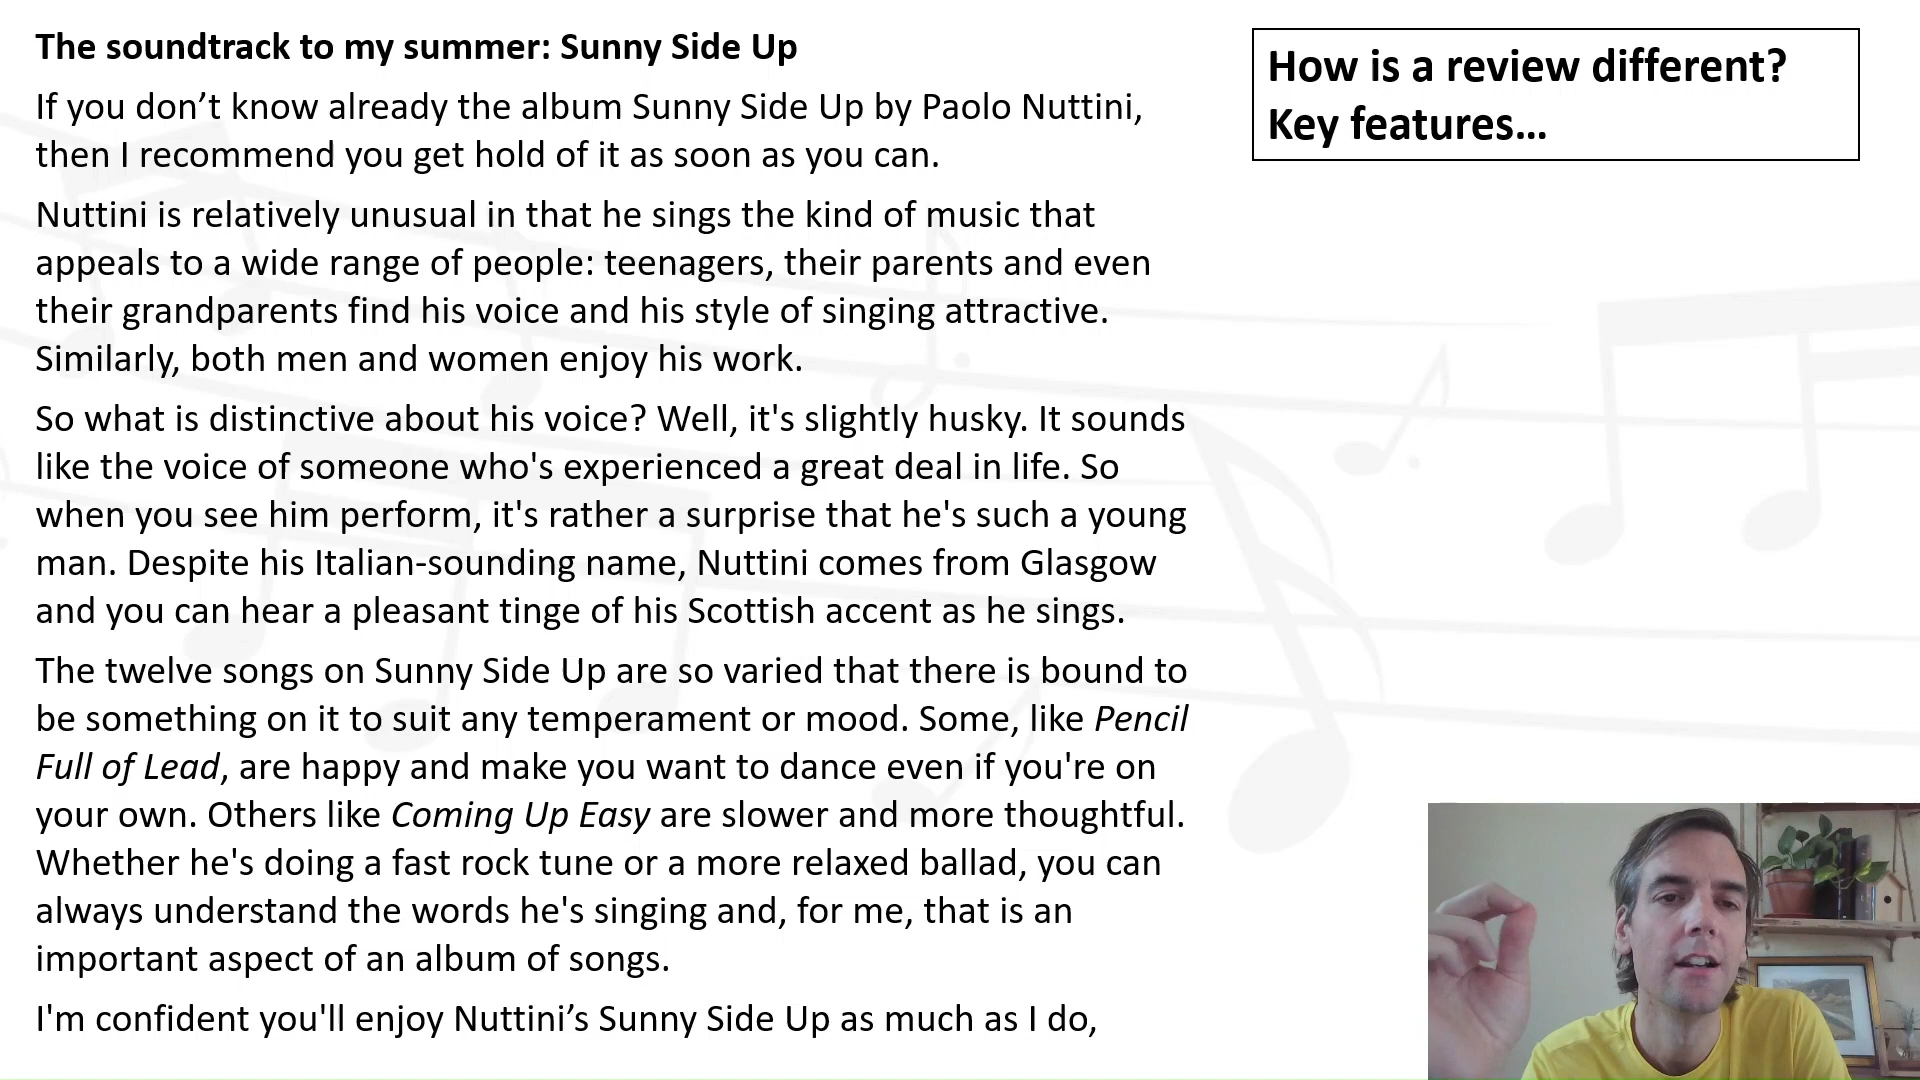 The soundtrack to my summer: Sunny Side Up
If you don’t know already the album Sunny Side Up by Paolo Nuttini,
then I recommend you get hold of it as soon as you can.
Nuttini is relatively unusual in that he sings the kind of music that
appeals to a wide range of people: teenagers, their parents and even
their grandparents find his voice and his style of singing attractive.
Similarly, both men and women enjoy his work.
So what is distinctive about his voice? Well, it's slightly husky. It sounds
like the voice of someone who's experienced a great deal in life. So
when you see him perform, it's rather a surprise that he's such a young
man. Despite his Italian-sounding name, Nuttini comes from Glasgow
and you can hear a pleasant tinge of his Scottish accent as he sings.
The twelve songs on Sunny Side Up are so varied that there is bound to
be something on it to suit any temperament or mood. Some, like Pencil
Full of Lead, are happy and make you want to dance even if you're on
your own. Others like Coming Up Easy are slower and more thoughtful.
Whether he's doing a fast rock tune or a more relaxed ballad, you can
always understand the words he's singing and, for me, that is an
important aspect of an album of songs.
I'm confident you'll enjoy Nuttini’s Sunny Side Up as much as I do,
How is a review different?
Key features…